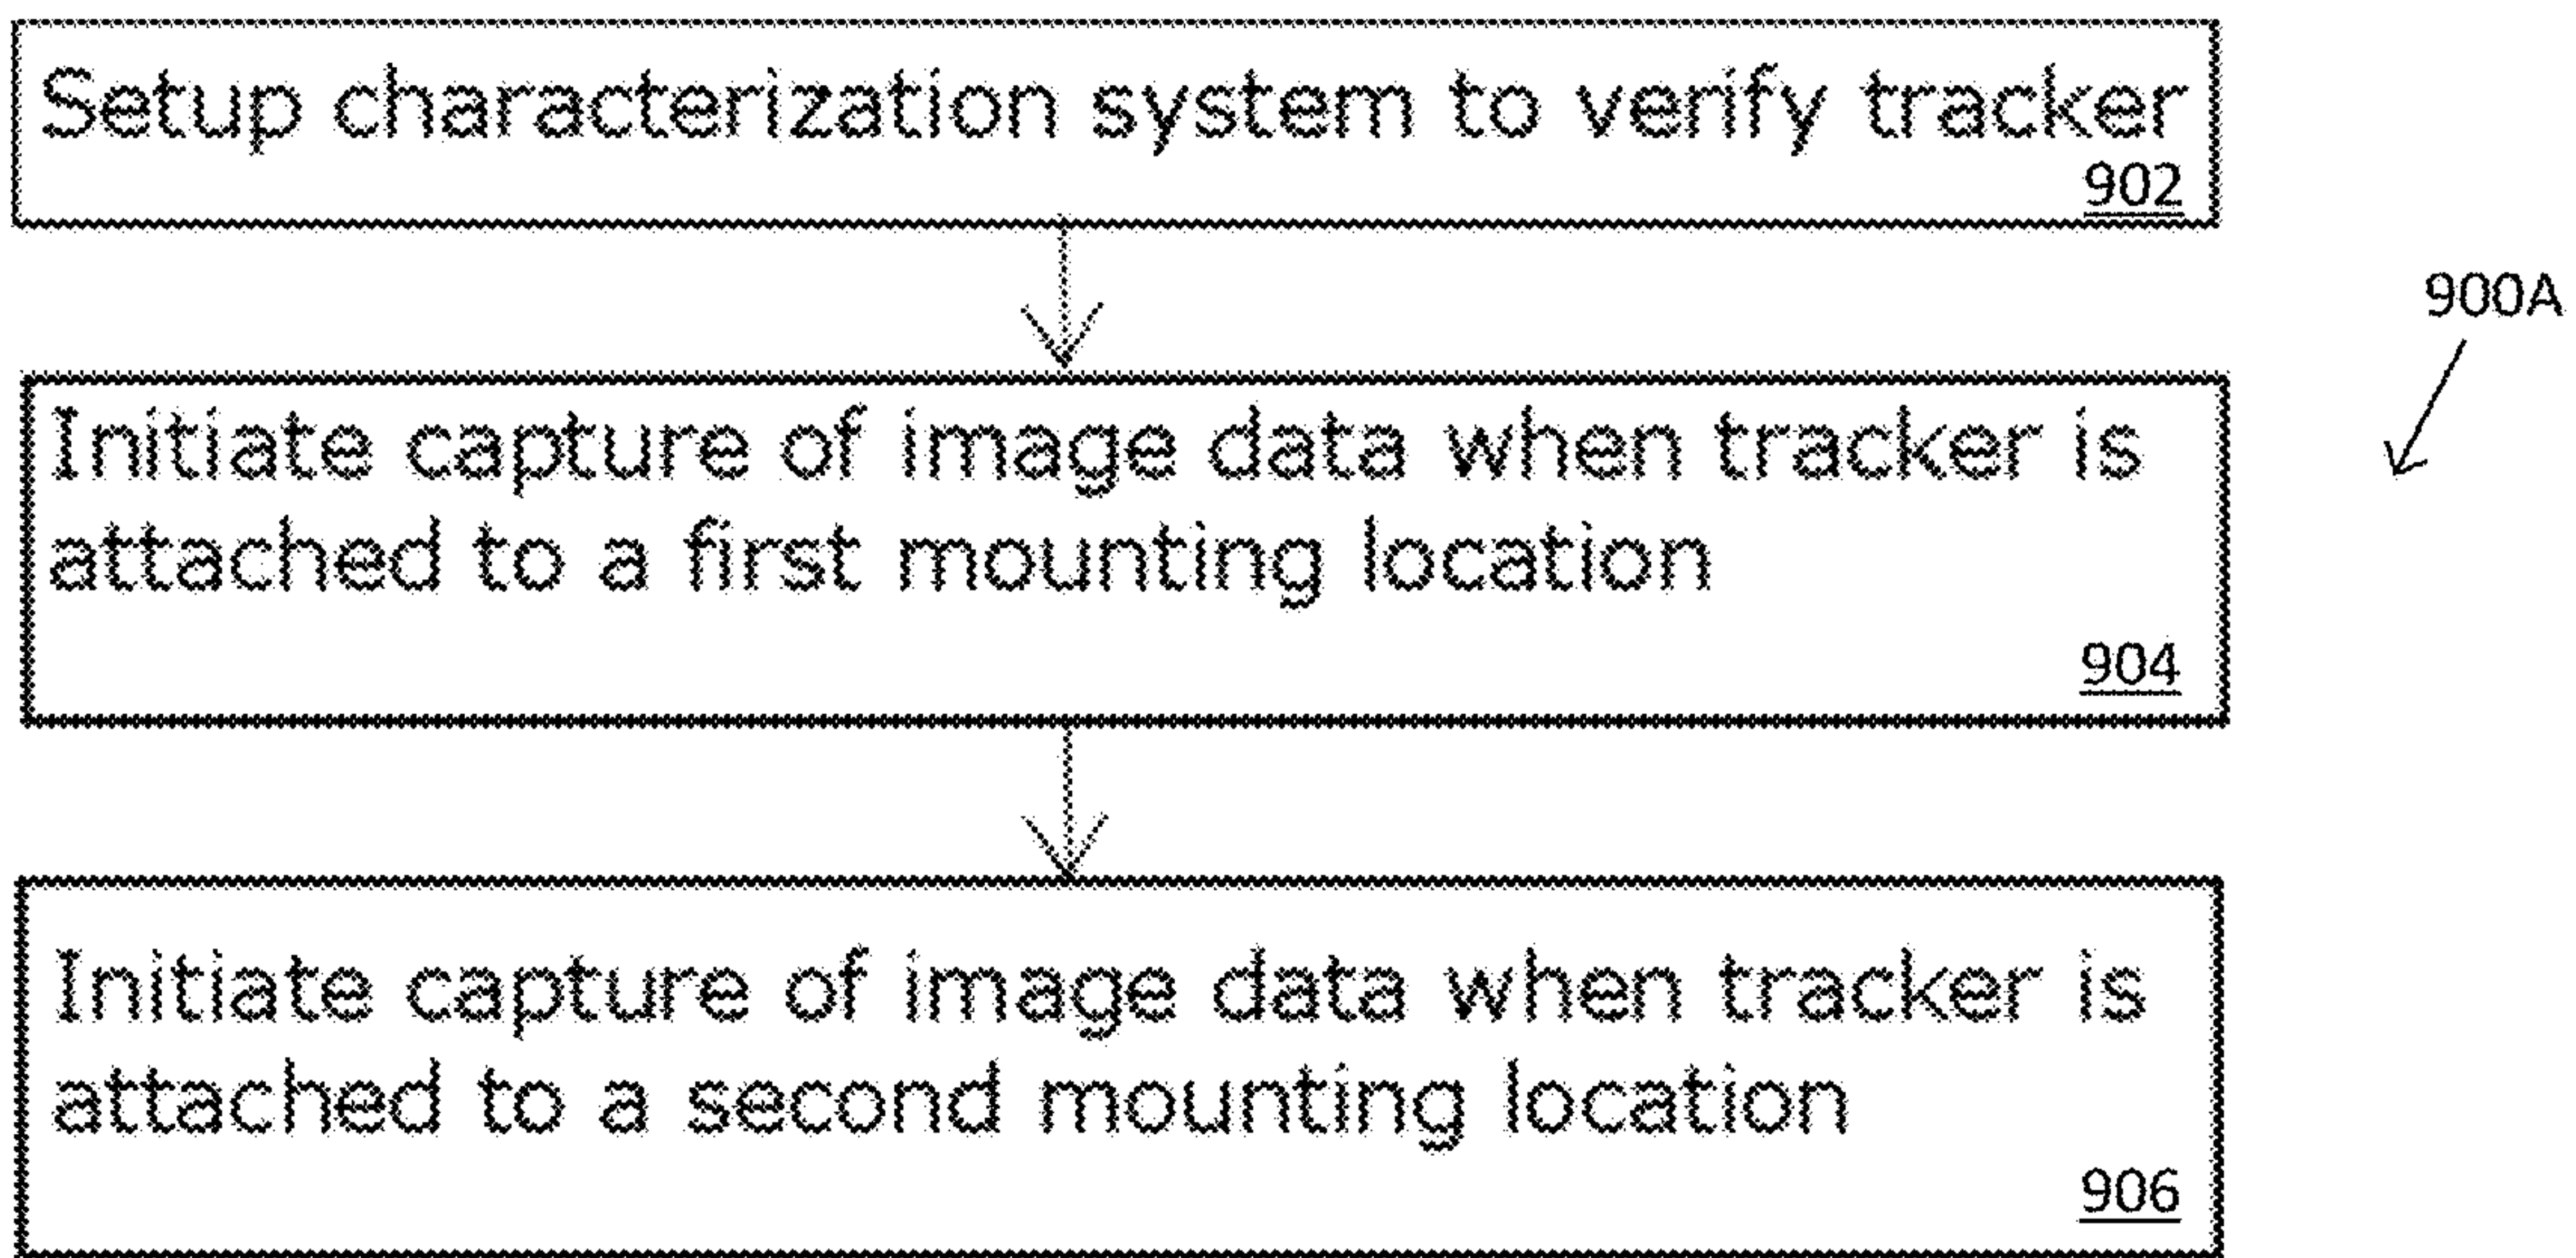 Setup characterization system to verify tracker
902
900A
Initiate capture of image data when tracker is
attached to a first mounting location
904
Initiate capture of image data when tracker is
attached to a second mounting location
906